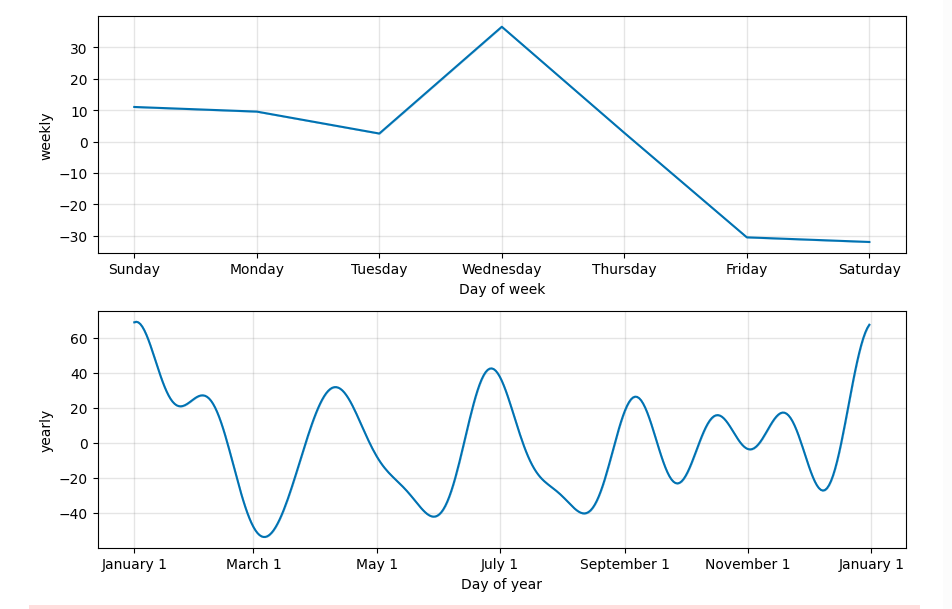 weekly
30
20
10
0
−10
−20
−30
Sunday Monday Tuesday Wednesday Thursday Friday Saturday
Day of week
yearly
60
40
20
0
−20
−40
January 1 March 1 May 1 July 1 September 1 November 1 January 1
Day of year